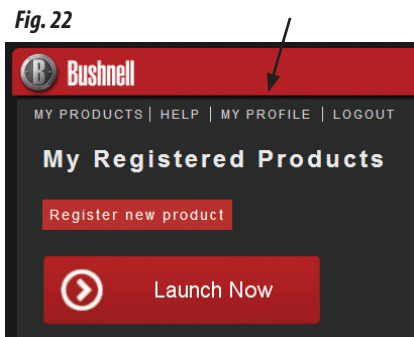 Fig. 22
B Bushnell
MY PRODUCTS | HELP | MY PROFILE | LOGOUT
My Registered Products
Register new product
Launch Now